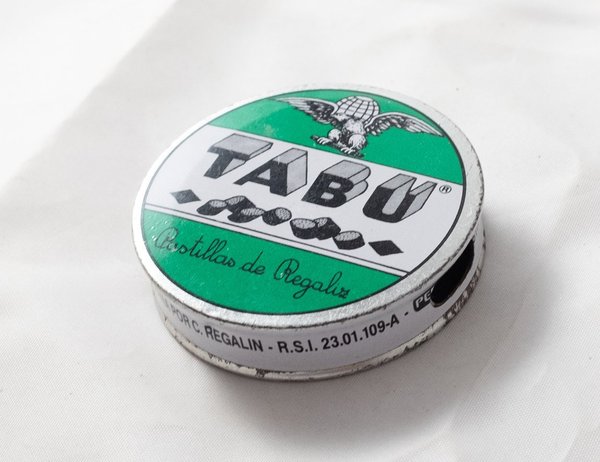 TABU®
Pastillas de Regaliz
POR C. REGALIN - R.S.I. 23.01.109-A -